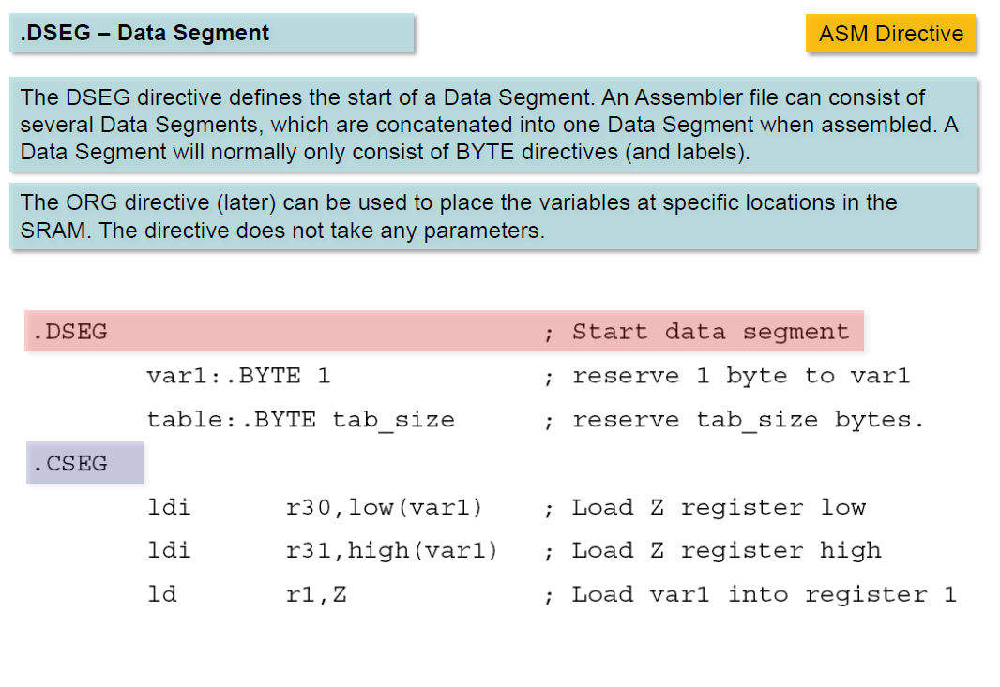 .DSEG – Data Segment
ASM Directive
The DSEG directive defines the start of a Data Segment. An Assembler file can consist of
several Data Segments, which are concatenated into one Data Segment when assembled. A
Data Segment will normally only consist of BYTE directives (and labels).
The ORG directive (later) can be used to place the variables at specific locations in the
SRAM. The directive does not take any parameters.
.DSEG ; Start data segment
var1:.BYTE 1 ; reserve 1 byte to var1
table:.BYTE tab_size ; reserve tab_size bytes.
.CSEG
ldi r30,low(var1) ; Load Z register low
ldi r31,high(var1) ; Load Z register high
ld r1,Z ; Load var1 into register 1